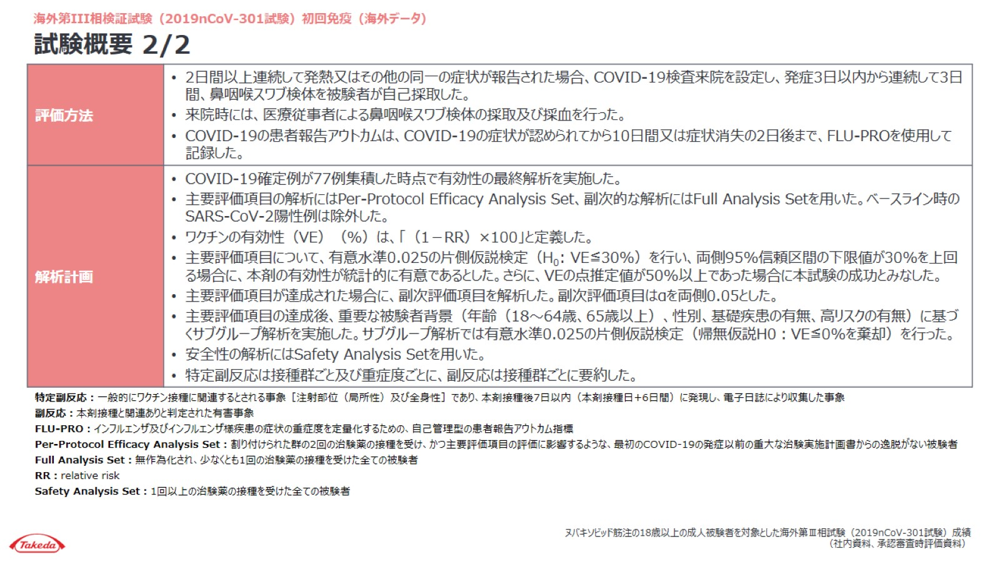 海外第III相検証試験（2019nCoV-301試験）初回免疫（海外データ）
試験概要 2/2
評価方法
• 2日間以上連続して発熱又はその他の同一の症状が報告された場合、COVID-19検査来院を設定し、発症3日以内から連続して3日
間、鼻咽喉スワブ検体を被験者が自己採取した。
• 来院時には、医療従事者による鼻咽喉スワブ検体の採取及び採血を行った。
• COVID-19の患者報告アウトカムは、COVID-19の症状が認められてから10日間又は症状消失の2日後まで、FLU-PROを使用して
記録した。
解析計画
• COVID-19確定例が77例集積した時点で有効性の最終解析を実施した。
• 主要評価項目の解析にはPer-Protocol Efficacy Analysis Set、副次的な解析にはFull Analysis Setを用いた。ベースライン時の
SARS-CoV-2陽性例は除外した。
• ワクチンの有効性（VE）（%）は、「（1－RR）×100」と定義した。
• 主要評価項目について、有意水準0.025の片側仮説検定（H0: VE≦30%）を行い、両側95%信頼区間の下限値が30%を上回
る場合に、本剤の有効性が統計的に有意であるとした。さらに、VEの点推定値が50%以上であった場合に本試験の成功とみなした。
• 主要評価項目が達成された場合に、副次評価項目を解析した。副次評価項目はαを両側0.05とした。
• 主要評価項目の達成後、重要な被験者背景（年齢（18～64歳、65歳以上）、性別、基礎疾患の有無、高リスクの有無）に基づ
くサブグループ解析を実施した。サブグループ解析では有意水準0.025の片側仮説検定（帰無仮説H0：VE≦0%を棄却）を行った。
• 安全性の解析にはSafety Analysis Setを用いた。
• 特定副反応は接種群ごと及び重症度ごとに、副反応は接種群ごとに要約した。
特定副反応：一般的にワクチン接種に関連するとされる事象［注射部位（局所性）及び全身性］であり、本剤接種後7日以内（本剤接種日+6日間）に発現し、電子日誌により収集した事象
副反応：本剤接種と関連ありと判定された有害事象
FLU-PRO：インフルエンザ及びインフルエンザ様疾患の症状の重症度を定量化するための、自己管理型の患者報告アウトカム指標
Per-Protocol Efficacy Analysis Set：割り付けられた群の2回の治験薬の接種を受け、かつ主要評価項目の評価に影響するような、最初のCOVID-19の発症以前の重大な治験実施計画書からの逸脱がない被験者
Full Analysis Set：無作為化され、少なくとも1回の治験薬の接種を受けた全ての被験者
RR：relative risk
Safety Analysis Set：1回以上の治験薬の接種を受けた全ての被験者
ヌバキソビッド筋注の18歳以上の成人被験者を対象とした海外第Ⅲ相試験（2019nCoV-301試験）成績
（社内資料、承認審査時評価資料）
Takeda